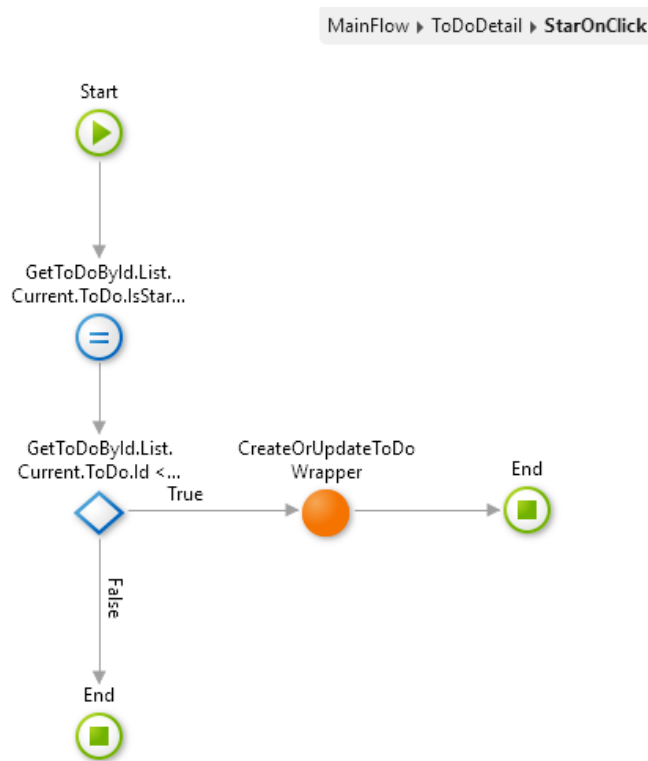 MainFlow ▸ ToDoDetail ▸ StarOnClick
Start
GetToDoById.List.
Current.ToDo.IsStar...
GetToDoById.List.
Current.ToDo.Id <...
True
CreateOrUpdateToDo
Wrapper
End
False
End